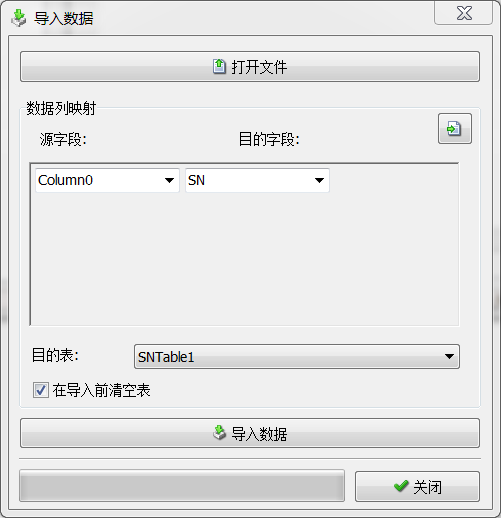 导入数据
打开文件
数据列映射
源字段: 目的字段:
Column0 SN
目的表: SNTable1
在导入前清空表
导入数据
关闭